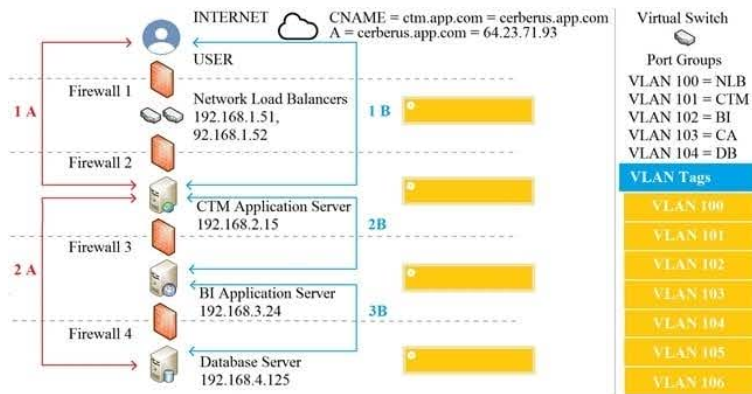 INTERNET
CNAME = ctm.app.com = cerberus.app.com
A = cerberus.app.com = 64.23.71.93
USER
Firewall 1
1 A
Network Load Balancers
192.168.1.51,
92.168.1.52
1 B
Firewall 2
CTM Application Server
192.168.2.15
2B
Firewall 3
2 A
BI Application Server
192.168.3.24
3B
Firewall 4
Database Server
192.168.4.125
Virtual Switch
Port Groups
VLAN 100 = NLB
VLAN 101 = CTM
VLAN 102 = BI
VLAN 103 = CA
VLAN 104 = DB
VLAN Tags
VLAN 100
VLAN 101
VLAN 102
VLAN 103
VLAN 104
VLAN 105
VLAN 106